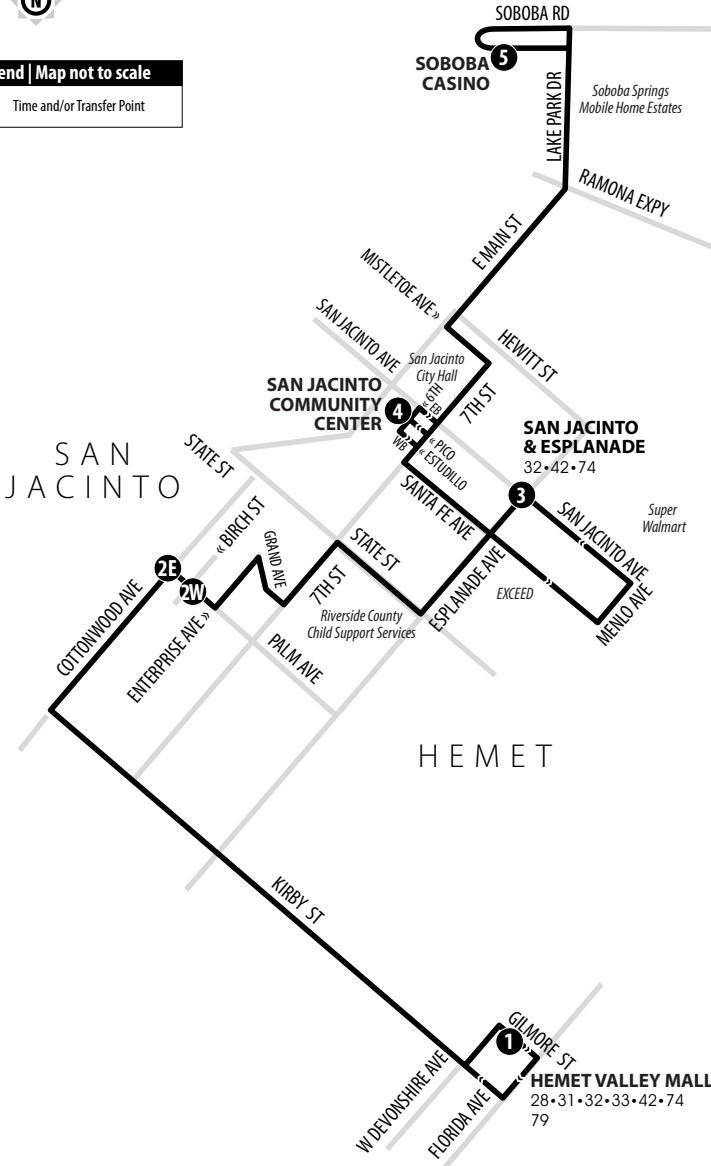 N
SOBOBA RD
end | Map not to scale
Time and/or Transfer Point
5
SOBOBA
CASINO
LAKE PARK DR
Soboba Springs
Mobile Home Estates
RAMONA EXPY
E MAIN ST
MISTLETOE AVE »
SAN JACINTO AVE
HEWITT ST
San Jacinto
City Hall
7TH ST
SAN JACINTO
COMMUNITY
CENTER
4
« 6TH
EB
WB
« PICO
« ESTUDILLO
SAN JACINTO
& ESPLANADE
32•42•74
3
SAN
JACINTO
STATE ST
SANTA FE AVE
SAN JACINTO AVE
Super
Walmart
« BIRCH ST
GRAND AVE
STATE ST
7TH ST
ESPLANADE AVE
EXCEED
MENLO AVE
2E
2W
COTTONWOOD AVE
ENTERPRISE AVE »
Riverside County
Child Support Services
PALM AVE
HEMET
KIRBY ST
GILMORE ST
1
W DEVONSHIRE AVE
FLORIDA AVE
HEMET VALLEY MALL
28•31•32•33•42•74
79